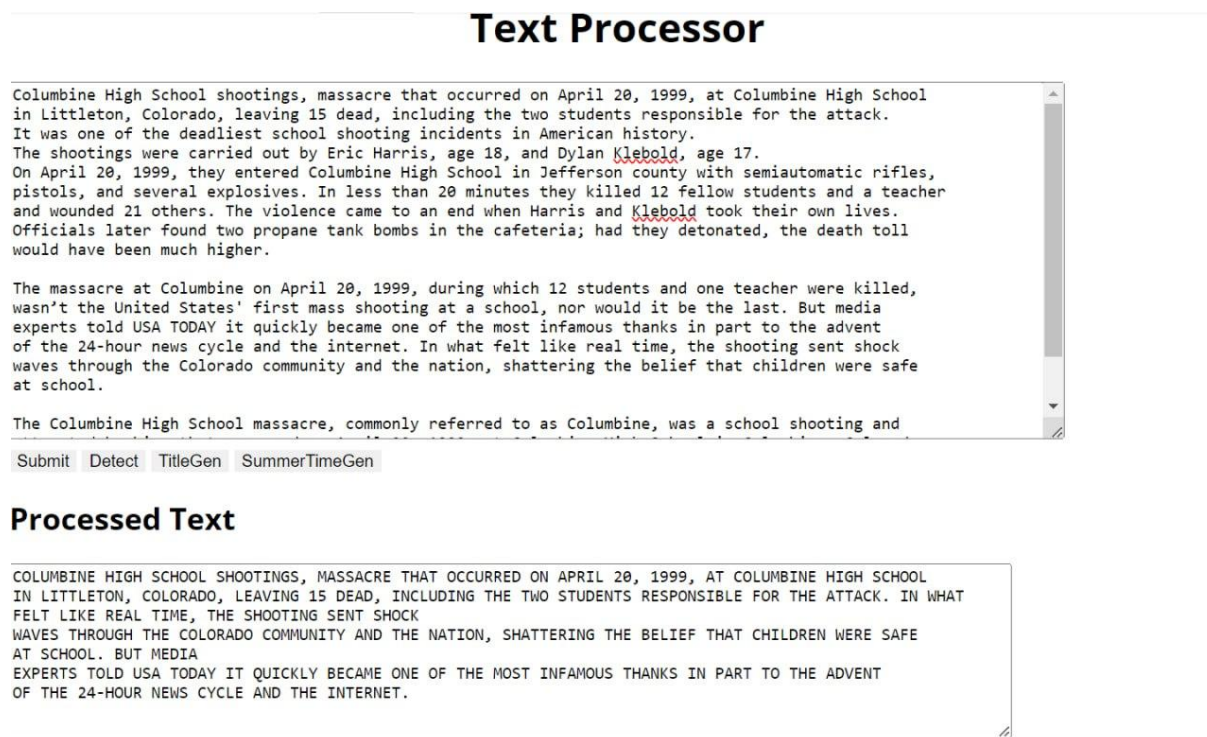 Text Processor
Columbine High School shootings, massacre that occurred on April 20, 1999, at Columbine High School
in Littleton, Colorado, leaving 15 dead, including the two students responsible for the attack.
It was one of the deadliest school shooting incidents in American history.
The shootings were carried out by Eric Harris, age 18, and Dylan Klebold, age 17.
On April 20, 1999, they entered Columbine High School in Jefferson county with semiautomatic rifles,
pistols, and several explosives. In less than 20 minutes they killed 12 fellow students and a teacher
and wounded 21 others. The violence came to an end when Harris and Klebold took their own lives.
Officials later found two propane tank bombs in the cafeteria; had they detonated, the death toll
would have been much higher.
The massacre at Columbine on April 20, 1999, during which 12 students and one teacher were killed,
wasn’t the United States' first mass shooting at a school, nor would it be the last. But media
experts told USA TODAY it quickly became one of the most infamous thanks in part to the advent
of the 24-hour news cycle and the internet. In what felt like real time, the shooting sent shock
waves through the Colorado community and the nation, shattering the belief that children were safe
at school.
The Columbine High School massacre, commonly referred to as Columbine, was a school shooting and
Submit Detect TitleGen SummerTimeGen
Processed Text
COLUMBINE HIGH SCHOOL SHOOTINGS, MASSACRE THAT OCCURRED ON APRIL 20, 1999, AT COLUMBINE HIGH SCHOOL
IN LITTLETON, COLORADO, LEAVING 15 DEAD, INCLUDING THE TWO STUDENTS RESPONSIBLE FOR THE ATTACK. IN WHAT
FELT LIKE REAL TIME, THE SHOOTING SENT SHOCK
WAVES THROUGH THE COLORADO COMMUNITY AND THE NATION, SHATTERING THE BELIEF THAT CHILDREN WERE SAFE
AT SCHOOL. BUT MEDIA
EXPERTS TOLD USA TODAY IT QUICKLY BECAME ONE OF THE MOST INFAMOUS THANKS IN PART TO THE ADVENT
OF THE 24-HOUR NEWS CYCLE AND THE INTERNET.